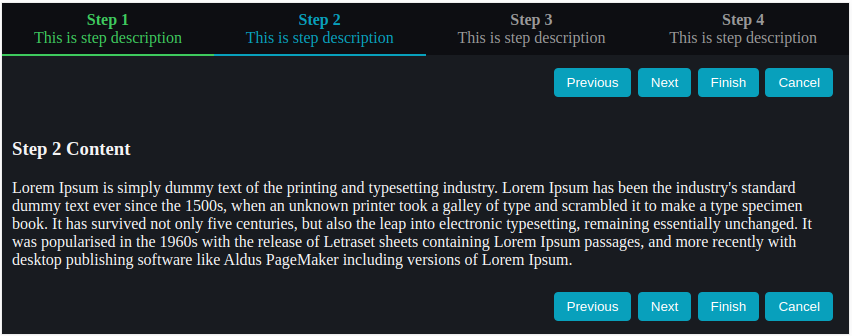 Step 1 Step 2 Step 3 Step 4
This is step description This is step description This is step description This is step description
Previous Next Finish Cancel
Step 2 Content
Lorem Ipsum is simply dummy text of the printing and typesetting industry. Lorem Ipsum has been the industry's standard
dummy text ever since the 1500s, when an unknown printer took a galley of type and scrambled it to make a type specimen
book. It has survived not only five centuries, but also the leap into electronic typesetting, remaining essentially unchanged. It
was popularised in the 1960s with the release of Letraset sheets containing Lorem Ipsum passages, and more recently with
desktop publishing software like Aldus PageMaker including versions of Lorem Ipsum.
Previous Next Finish Cancel